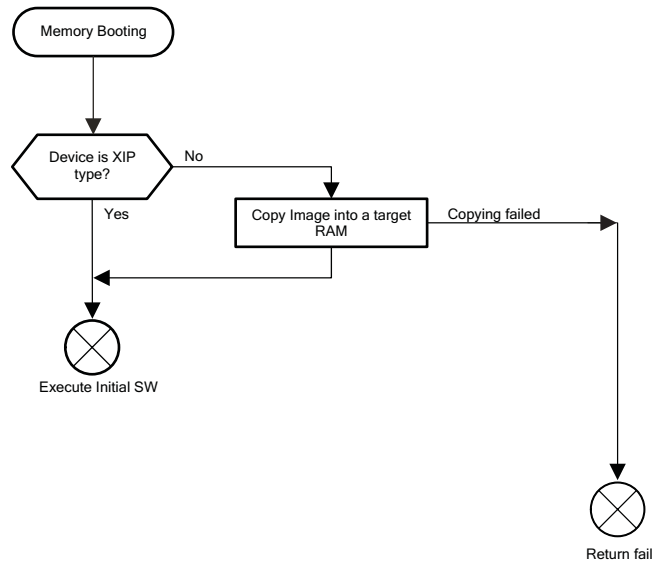 Memory Booting
Device is XIP
type?
No
Yes
Copy Image into a target
RAM
Copying failed
Execute Initial SW
Return fail